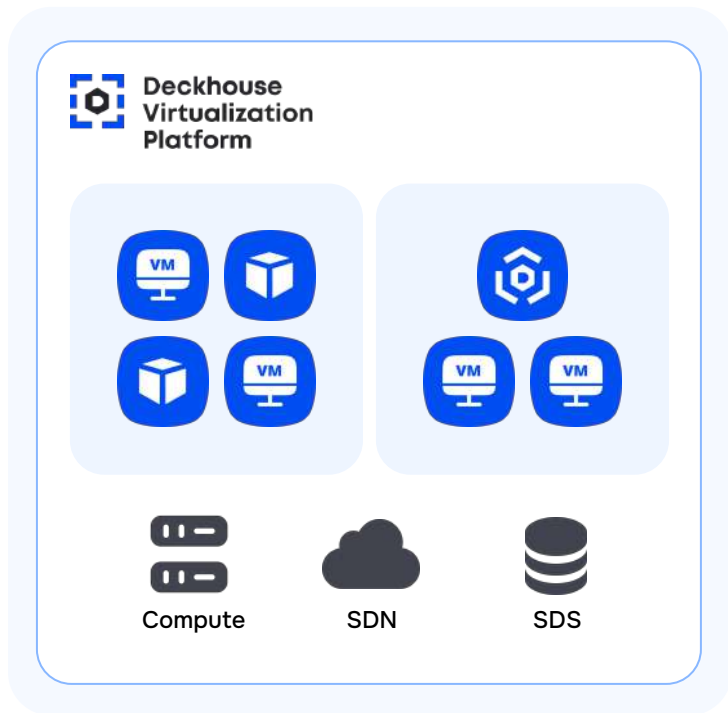 Deckhouse
Virtualization
Platform
VM
VM
VM
VM
Compute
SDN
SDS